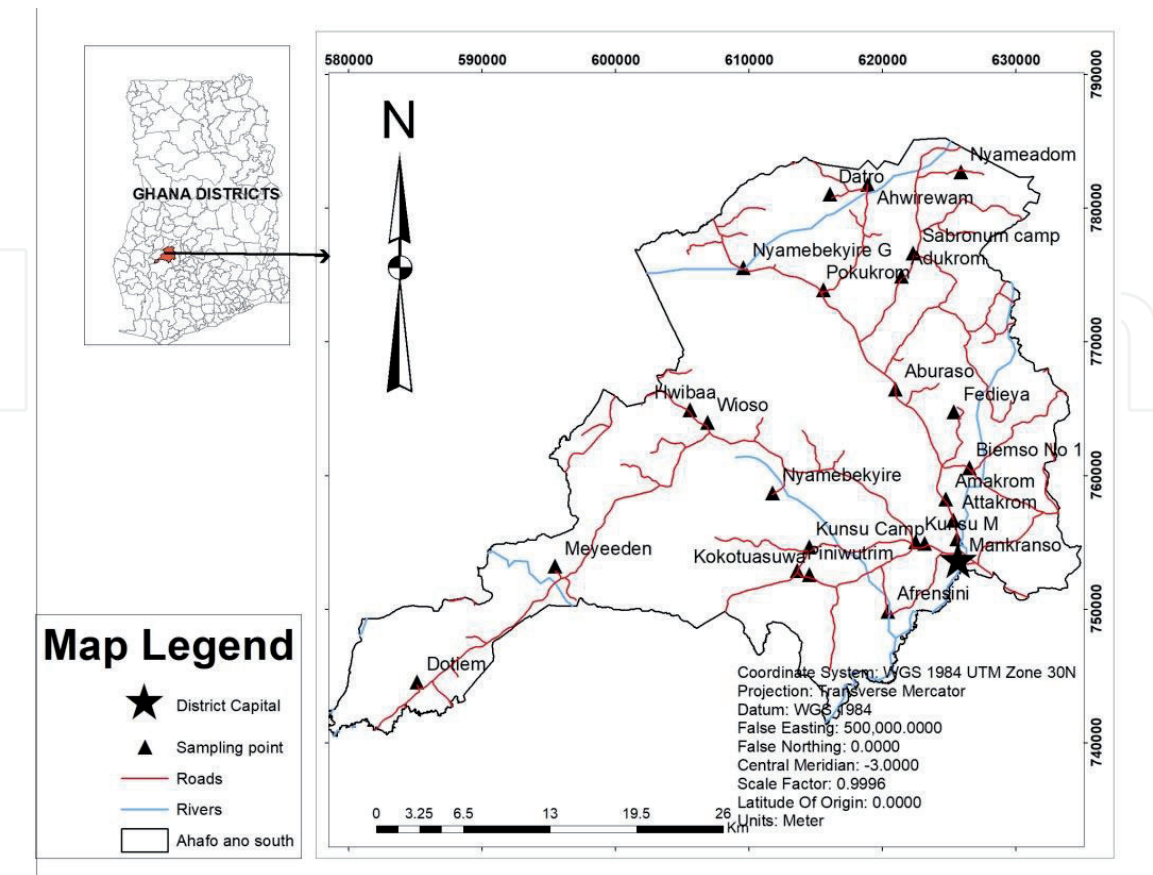 GHANA DISTRICTS
580000
590000
600000
610000
620000
630000
790000
780000
770000
760000
750000
740000
N
Nyameadom
Datro
Ahwirewam
Sabronum camp
Nyamebekyire G
Adukrom
Pokukrom
Aburaso
Hwibaa
Fedieya
Wioso
Biemso No 1
Nyamebekyire
Amakrom
Attakrom
Kunsu Camp
Kunsu M
Mankranso
Meyeeden
Kokotuasuwa
Piniwutrim
Afrensini
Dotiem
Coordinate System: WGS 1984 UTM Zone 30N
Projection: Transverse Mercator
Datum: WGS 1984
False Easting: 500,000.0000
False Northing: 0.0000
Central Meridian: -3.0000
Scale Factor: 0.9996
Latitude Of Origin: 0.0000
Units: Meter
0 3.25 6.5 13 19.5 26
Km
Map Legend
District Capital
Sampling point
Roads
Rivers
Ahafo ano south